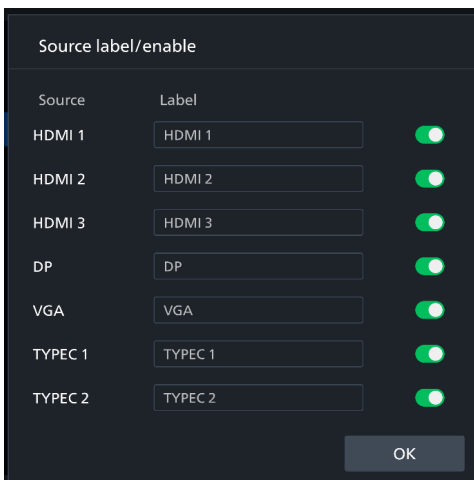 Source label/enable
Source Label
HDMI 1 HDMI 1
HDMI 2 HDMI 2
HDMI 3 HDMI 3
DP DP
VGA VGA
TYPEC 1 TYPEC 1
TYPEC 2 TYPEC 2
OK